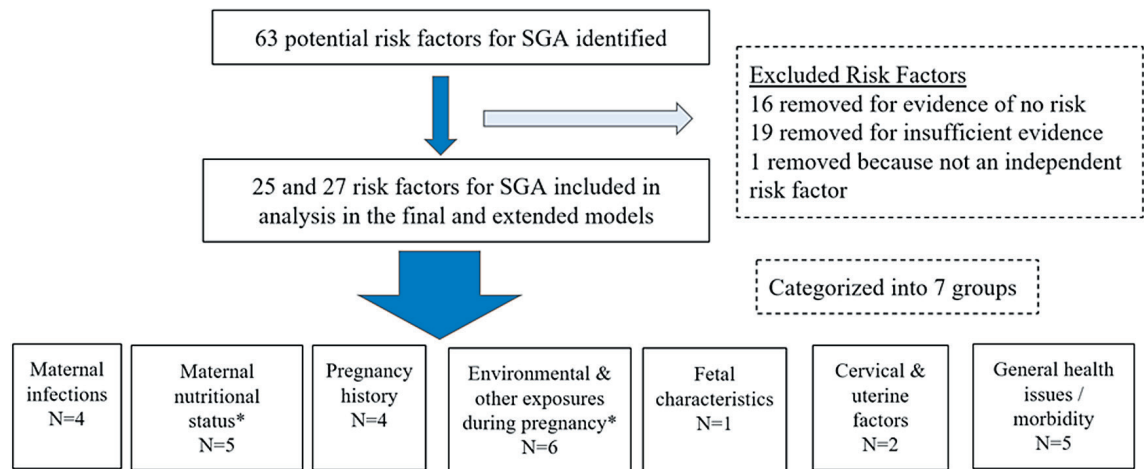 63 potential risk factors for SGA identified
Excluded Risk Factors
16 removed for evidence of no risk
19 removed for insufficient evidence
1 removed because not an independent
risk factor
25 and 27 risk factors for SGA included in
analysis in the final and extended models
Categorized into 7 groups
Maternal
infections
N=4
Maternal
nutritional
status*
N=5
Pregnancy
history
N=4
Environmental &
other exposures
during pregnancy*
N=6
Fetal
characteristics
N=1
Cervical &
uterine
factors
N=2
General health
issues /
morbidity
N=5